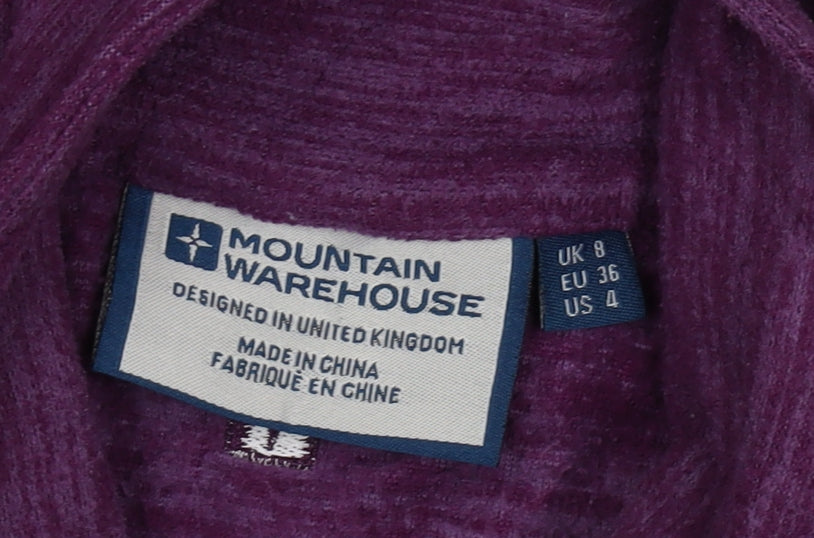 MOUNTAIN
WAREHOUSE
DESIGNED IN UNITED KINGDOM
MADE IN CHINA
FABRIQUÉ EN CHINE
UK 8
EU 36
US 4